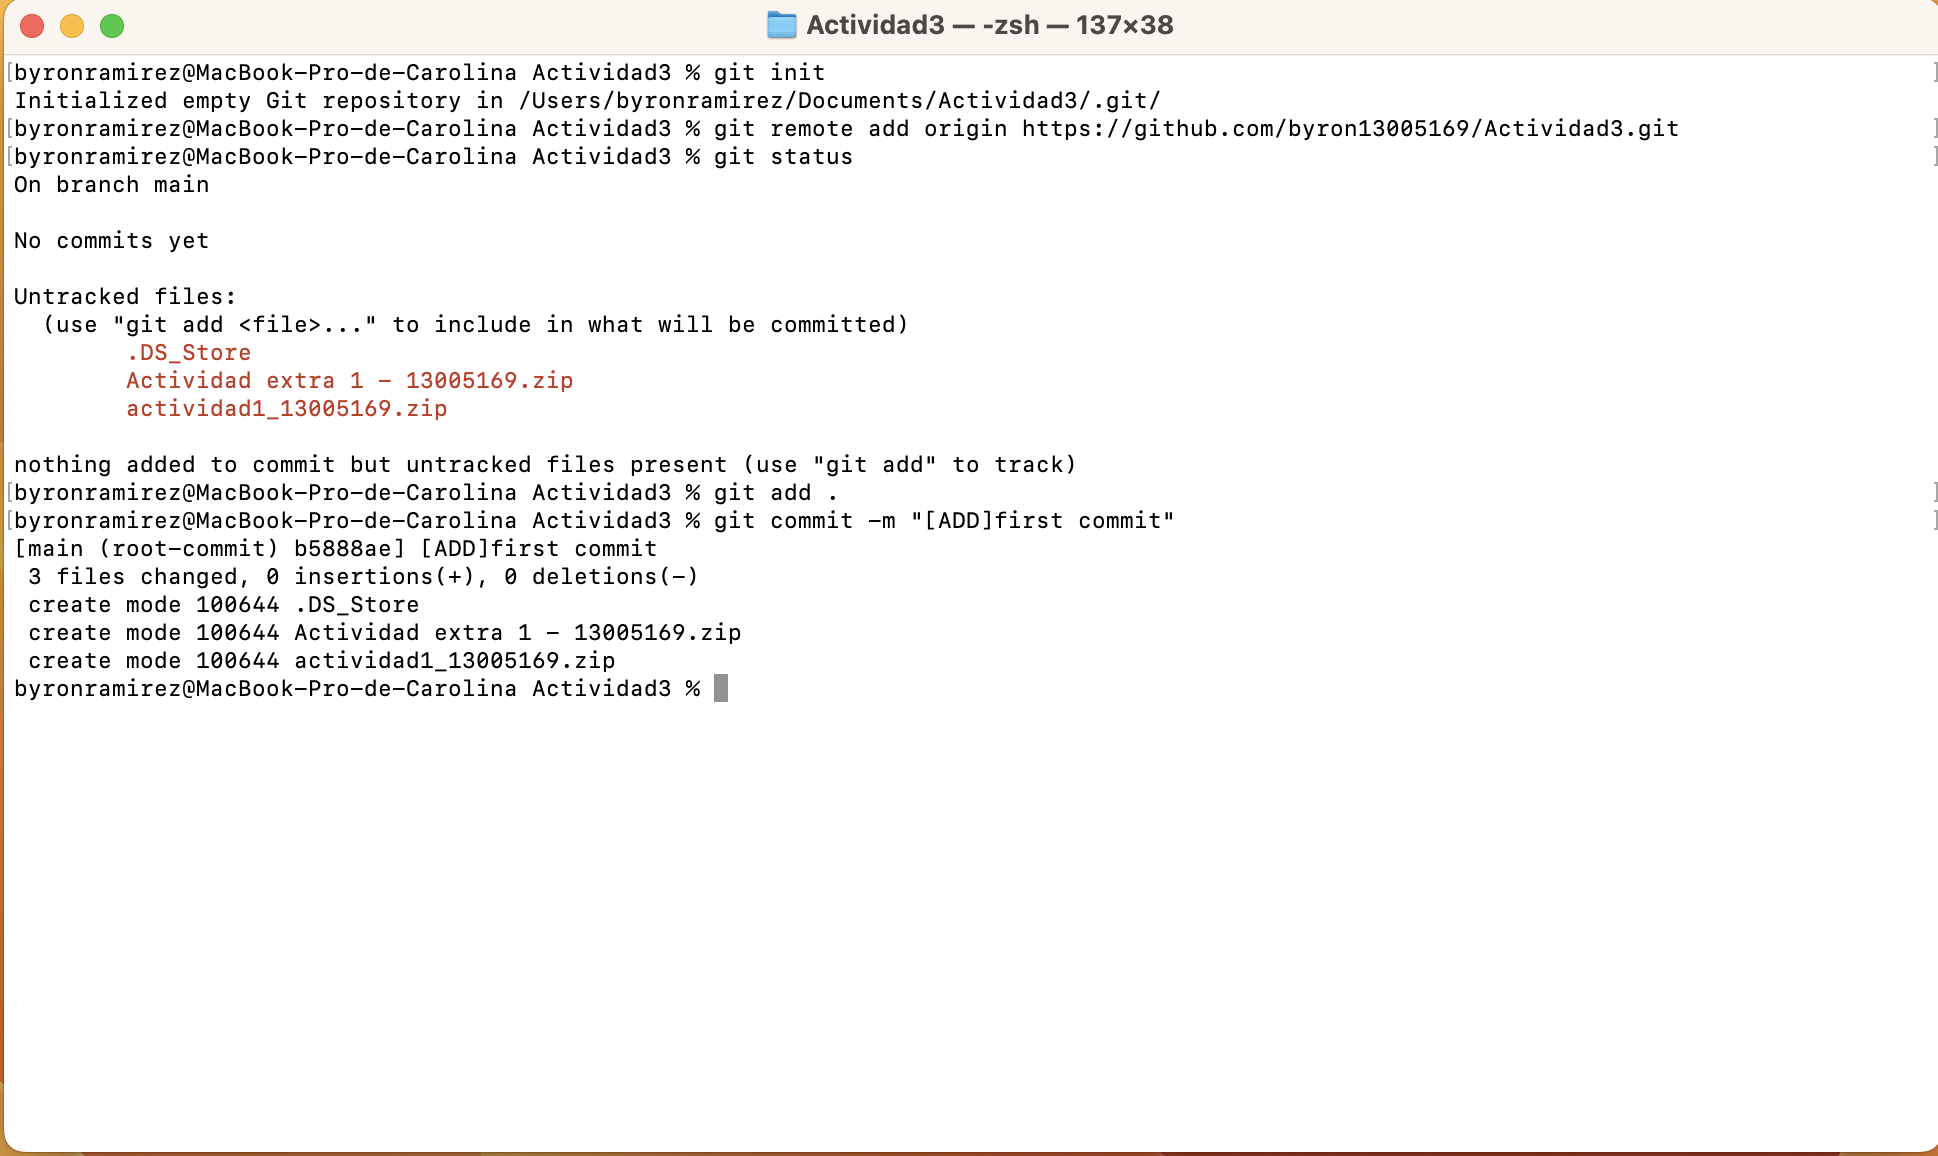 Actividad3 — -zsh — 137×38
[byronramirez@MacBook-Pro-de-Carolina Actividad3 % git init ]
Initialized empty Git repository in /Users/byronramirez/Documents/Actividad3/.git/
[byronramirez@MacBook-Pro-de-Carolina Actividad3 % git remote add origin https://github.com/byron13005169/Actividad3.git ]
[byronramirez@MacBook-Pro-de-Carolina Actividad3 % git status ]
On branch main
No commits yet
Untracked files:
  (use "git add <file>..." to include in what will be committed)
        .DS_Store
        Actividad extra 1 - 13005169.zip
        actividad1_13005169.zip
nothing added to commit but untracked files present (use "git add" to track)
[byronramirez@MacBook-Pro-de-Carolina Actividad3 % git add . ]
[byronramirez@MacBook-Pro-de-Carolina Actividad3 % git commit -m "[ADD]first commit" ]
[main (root-commit) b5888ae] [ADD]first commit
 3 files changed, 0 insertions(+), 0 deletions(-)
 create mode 100644 .DS_Store
 create mode 100644 Actividad extra 1 - 13005169.zip
 create mode 100644 actividad1_13005169.zip
byronramirez@MacBook-Pro-de-Carolina Actividad3 %